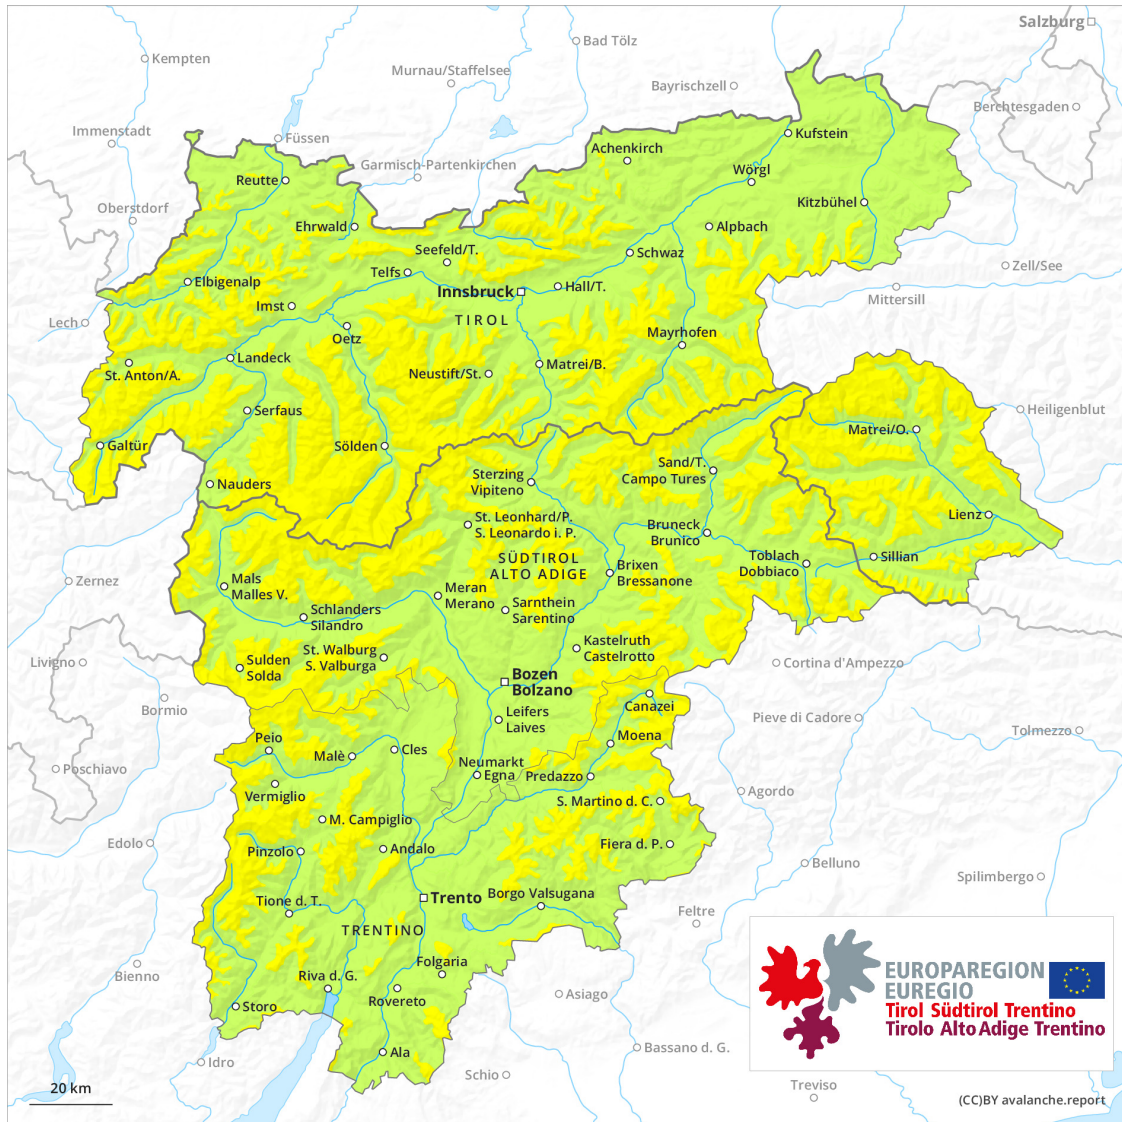 Salzburg
Bad Tölz
Kempten
Murnau/Staffelsee
Bayrischzell
Berchtesgaden
Immenstadt
Füssen
Kufstein
Achenkirch
Garmisch-Partenkirchen
Wörgl
Reutte
Kitzbühel
Oberstdorf
Ehrwald
Alpbach
Seefeld/T.
Schwaz
Telfs
Zell/See
Elbigenalp
Innsbruck
Hall/T.
Mittersill
Imst
TIROL
Lech
Oetz
Mayrhofen
Landeck
St. Anton/A.
Neustift/St.
Matrei/B.
Serfaus
Heiligenblut
Matrei/O.
Galtür
Sölden
Sand/T.
Campo Tures
Sterzing
Vipiteno
Nauders
Lienz
St. Leonhard/P.
S. Leonardo i. P.
Bruneck
Brunico
SÜDTIROL
ALTO ADIGE
Toblach
Dobbiaco
Sillian
Brixen
Bressanone
Zernez
Mals
Malles V.
Meran
Merano
Schlanders
Silandro
Sarnthein
Sarentino
St. Walburg
S. Valburga
Kastelruth
Castelrotto
Livigno
Sulden
Solda
Cortina d'Ampezzo
Bozen
Bolzano
Bormio
Canazei
Leifers
Laives
Pieve di Cadore
Tolmezzo
Peio
Moena
Malè
Cles
Poschiavo
Neumarkt
Egna
Predazzo
Vermiglio
Agordo
S. Martino d. C.
M. Campiglio
Edolo
Pinzolo
Andalo
Fiera d. P.
Belluno
Spilimbergo
Trento
Borgo Valsugana
Tione d. T.
Feltre
TRENTINO
Folgaria
Bienno
Riva d. G.
Rovereto
Asiago
Storo
EUROPAREGION
EUREGIO
Tirol Südtirol Trentino
Tirolo Alto Adige Trentino
Ala
Bassano d. G.
Idro
Schio
Treviso
20 km
(CC)BY avalanche.report